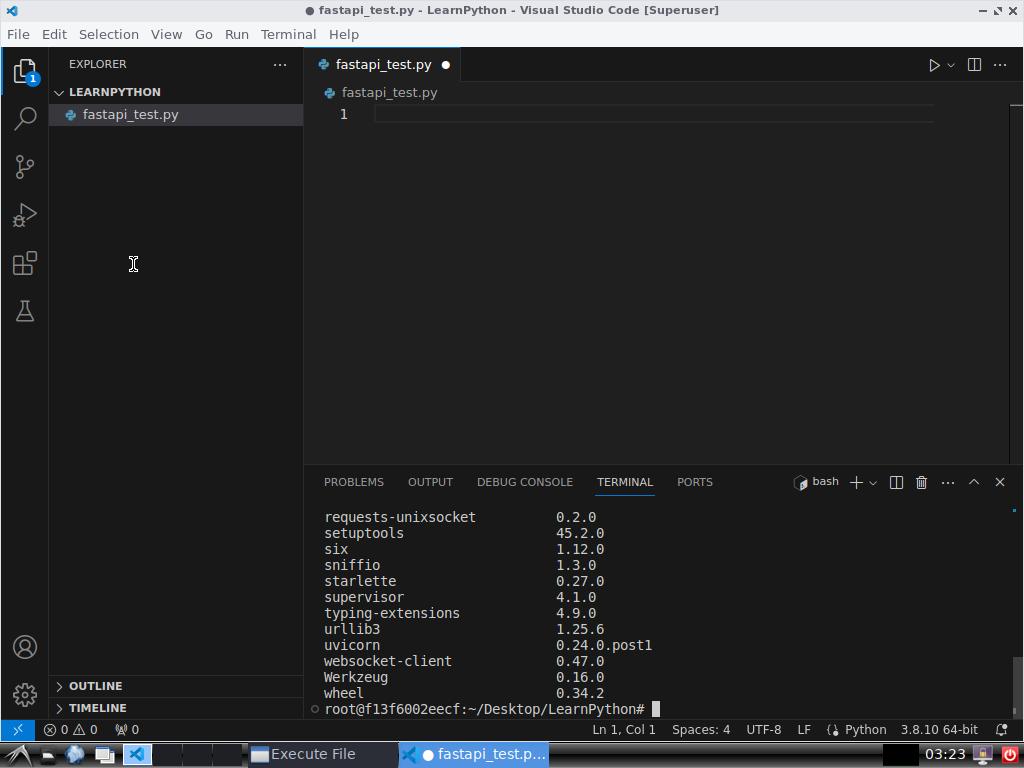 ● fastapi_test.py - LearnPython - Visual Studio Code [Superuser]
File Edit Selection View Go Run Terminal Help
EXPLORER
LEARNPYTHON
fastapi_test.py
1
OUTLINE
TIMELINE
fastapi_test.py
fastapi_test.py
1
PROBLEMS OUTPUT DEBUG CONSOLE TERMINAL PORTS bash
requests-unixsocket 0.2.0
setuptools 45.2.0
six 1.12.0
sniffio 1.3.0
starlette 0.27.0
supervisor 4.1.0
typing-extensions 4.9.0
urllib3 1.25.6
uvicorn 0.24.0.post1
websocket-client 0.47.0
Werkzeug 0.16.0
wheel 0.34.2
root@f13f6002eecf:~/Desktop/LearnPython#
0 0 0 Ln 1, Col 1 Spaces: 4 UTF-8 LF Python 3.8.10 64-bit
Execute File ● fastapi_test.p... 03:23